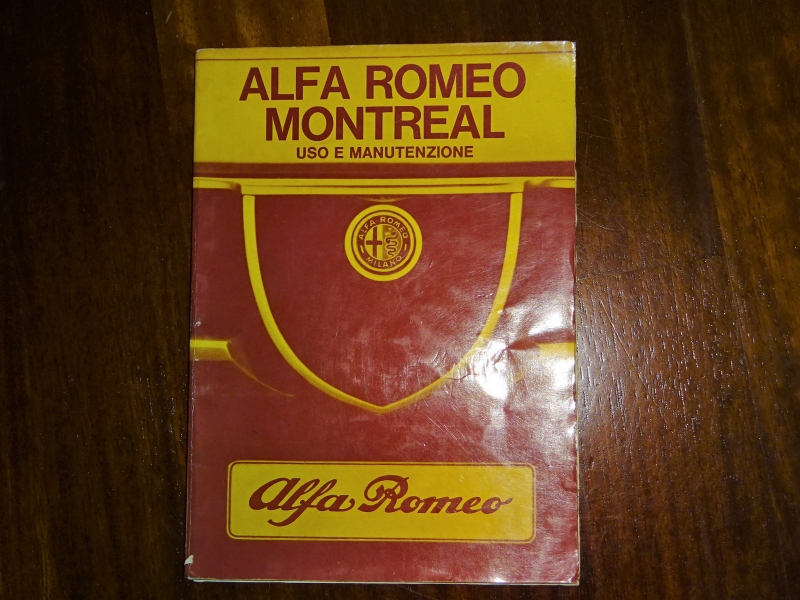 ALFA ROMEO
MONTREAL
USO E MANUTENZIONE
ALFA ROMEO
MILANO
Alfa Romeo